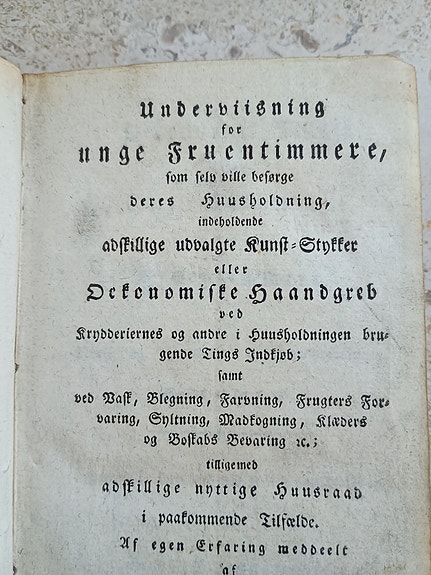 Underviisning
for
unge Fruentimmere,
som selv ville besørge
deres Huusholdning,
indeholdende
adskillige udvalgte Kunst-Stykker
eller
Oekonomiske Haandgreb
ved
Krydderiernes og andre i Huusholdningen bru-
gende Tings Indkjøb;
samt
ved Vask, Blegning, Farvning, Frugters For-
varing, Syltning, Madkogning, Klæders
og Boskabs Bevaring ꝛc.;
tilligemed
adskillige nyttige Huusraad
i paakommende Tilfælde.
Af egen Erfaring meddeelt
af